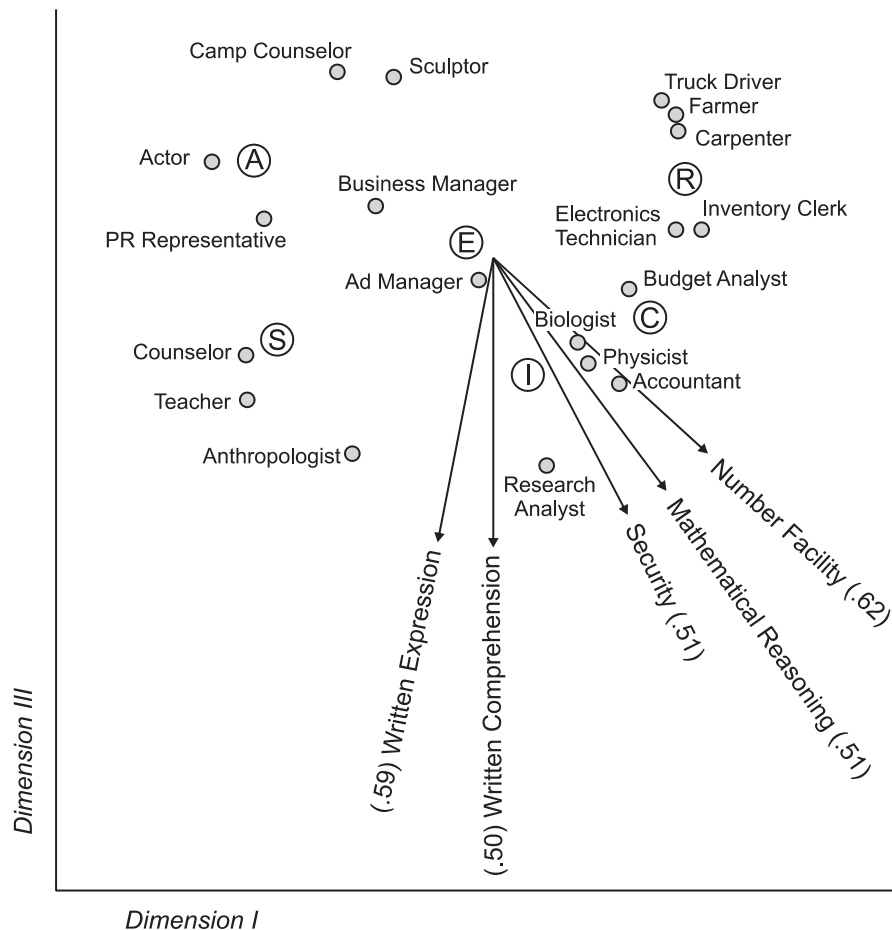 Camp Counselor
Sculptor
Truck Driver
Farmer
Carpenter
Actor
A
R
Business Manager
PR Representative
Electronics
Technician
Inventory Clerk
E
Ad Manager
Budget Analyst
Biologist
C
S
Counselor
Physicist
I
Accountant
Teacher
Anthropologist
Research
Analyst
Number Facility (.62)
Mathematical Reasoning (.51)
Security (.51)
(.59) Written Expression
(.50) Written Comprehension
Dimension III
Dimension I